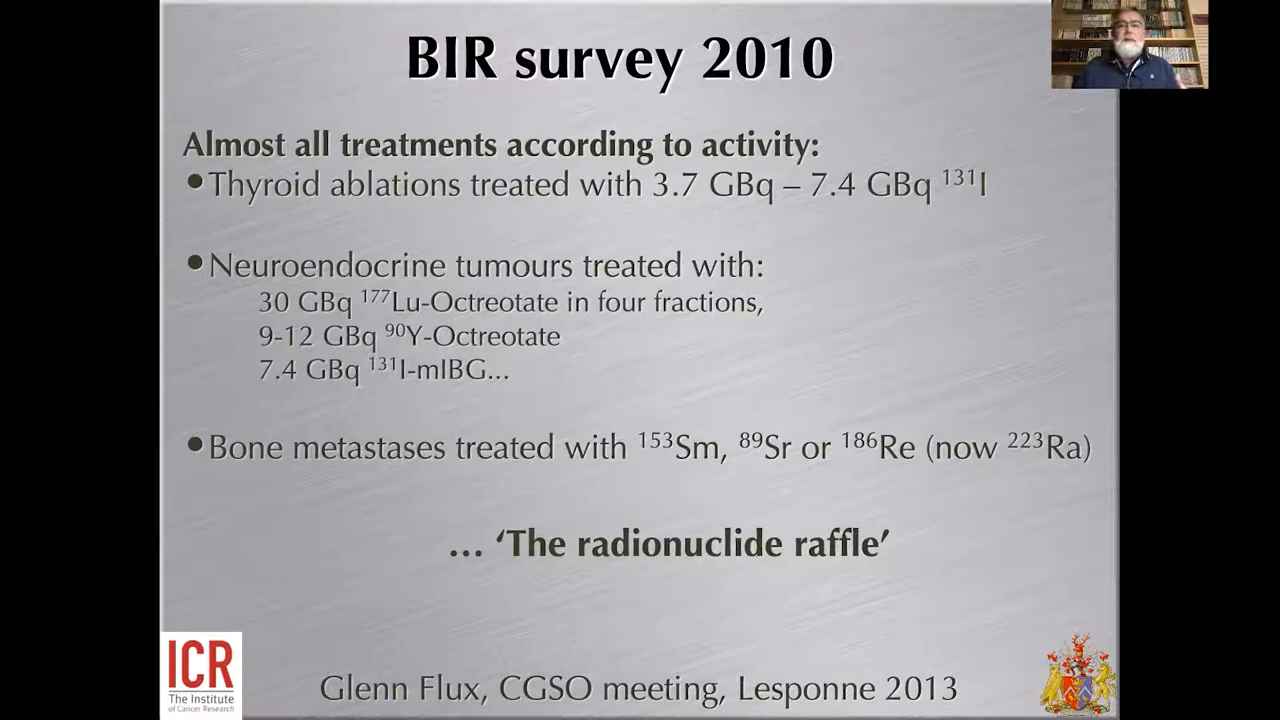 BIR survey 2010
Almost all treatments according to activity:
•Thyroid ablations treated with 3.7 GBq – 7.4 GBq ¹³¹I
•Neuroendocrine tumours treated with:
30 GBq ¹⁷⁷Lu-Octreotate in four fractions,
9-12 GBq ⁹⁰Y-Octreotate
7.4 GBq ¹³¹I-mIBG...
•Bone metastases treated with ¹⁵³Sm, ⁸⁹Sr or ¹⁸⁶Re (now ²²³Ra)
... ‘The radionuclide raffle’
ICR
The Institute
of Cancer Research
Glenn Flux, CGSO meeting, Lesponne 2013